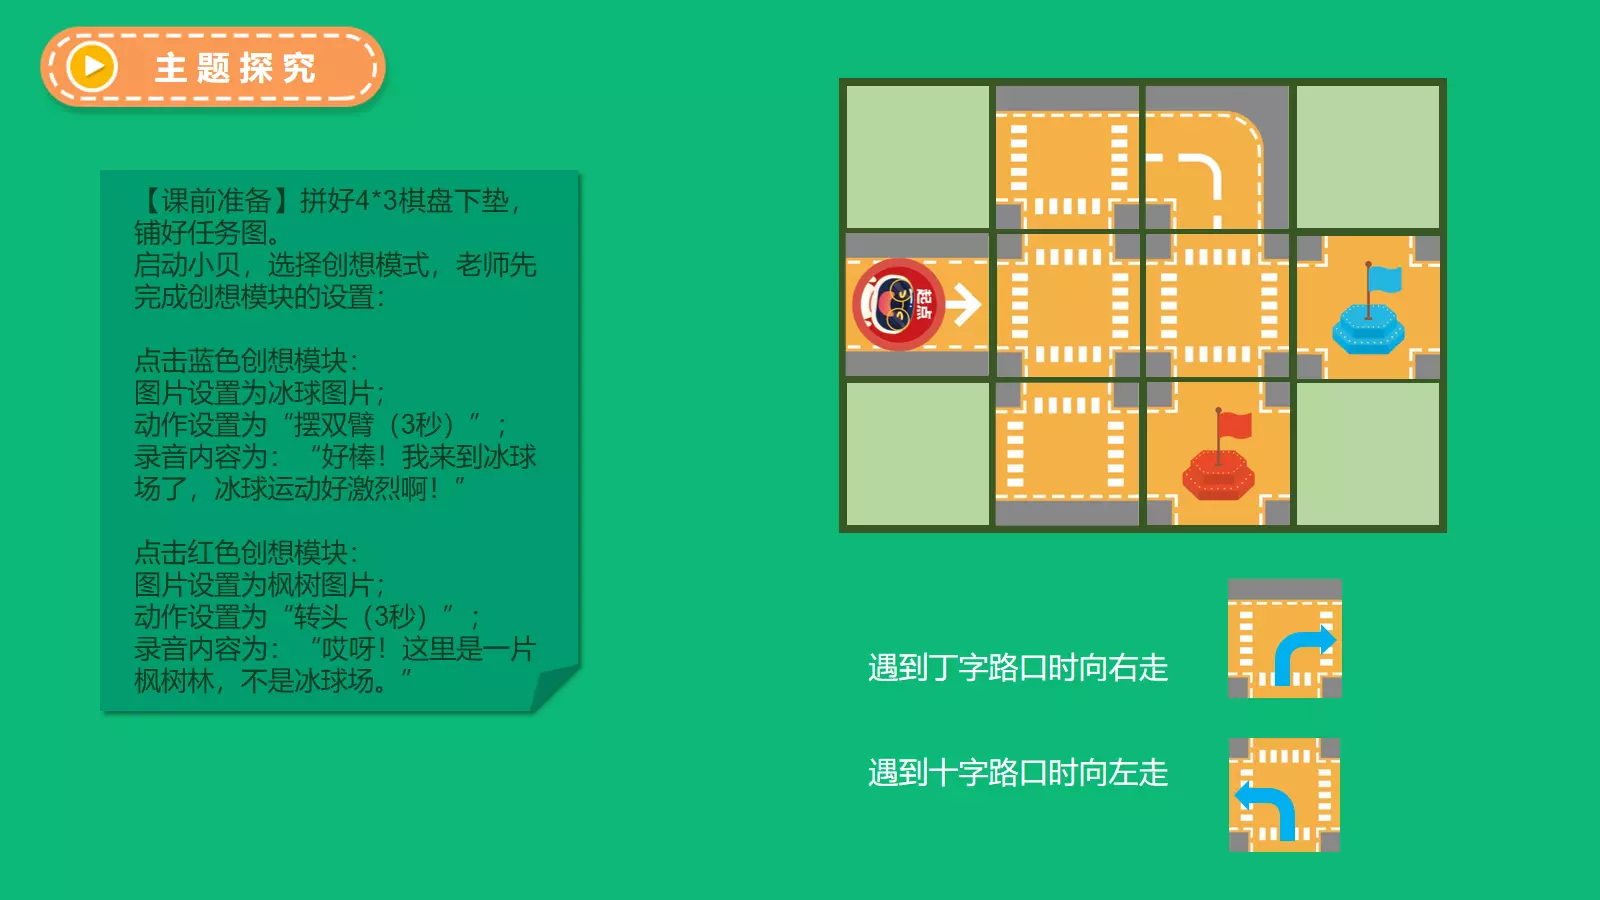 主题探究
【课前准备】拼好4*3棋盘下垫，
铺好任务图。
启动小贝，选择创想模式，老师先
完成创想模块的设置：
点击蓝色创想模块：
图片设置为冰球图片；
动作设置为“摆双臂（3秒）”；
录音内容为：“好棒！我来到冰球
场了，冰球运动好激烈啊！”
点击红色创想模块：
图片设置为枫树图片；
动作设置为“转头（3秒）”；
录音内容为：“哎呀！这里是一片
枫树林，不是冰球场。”
起点
遇到丁字路口时向右走
遇到十字路口时向左走